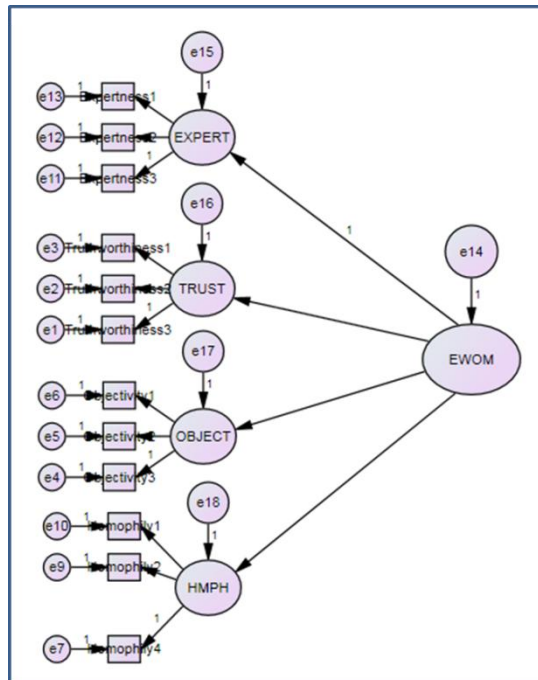 e15
e13 1 Expertness1 1
e12 1 Expertness2 EXPERT
e11 1 Expertness3 1
e16 1
e3 1 Trustworthiness1 1
e2 1 Trustworthiness2 TRUST
e1 1 Trustworthiness3 1
e14
1
EWOM
e17
e6 1 Objectivity1 1
e5 1 Objectivity2 OBJECT
e4 1 Objectivity3 1
e18
e10 1 Homophily1 1
e9 1 Homophily2 HMPH
e7 1 Homophily4 1